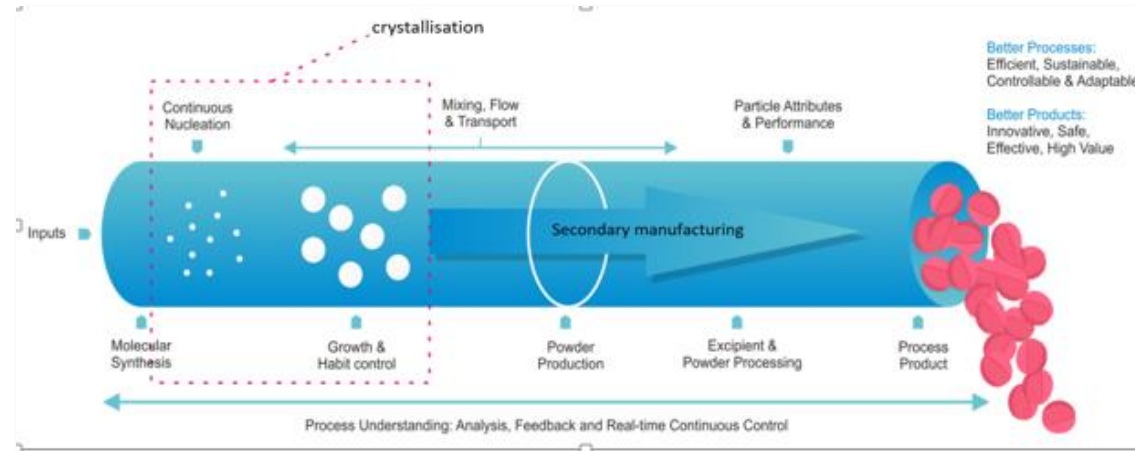 crystallisation
Better Processes:
Efficient, Sustainable,
Controllable & Adaptable
Better Products:
Innovative, Safe,
Effective, High Value
Continuous
Nucleation
Mixing, Flow
& Transport
Particle Attributes
& Performance
Inputs
Secondary manufacturing
Molecular
Synthesis
Growth &
Habit control
Powder
Production
Excipient &
Powder Processing
Process
Product
Process Understanding: Analysis, Feedback and Real-time Continuous Control